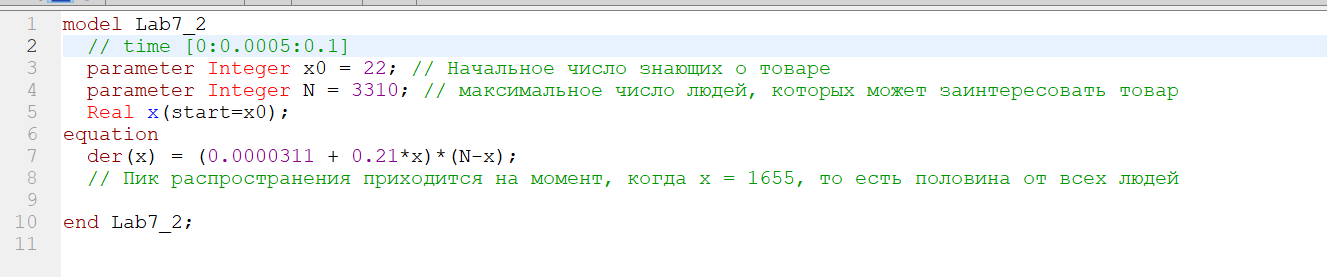 1 model Lab7_2
2 // time [0:0.0005:0.1]
3 parameter Integer x0 = 22; // Начальное число знающих о товаре
4 parameter Integer N = 3310; // максимальное число людей, которых может заинтересовать товар
5 Real x(start=x0);
6 equation
7 der(x) = (0.0000311 + 0.21*x)*(N-x);
8 // Пик распространения приходится на момент, когда x = 1655, то есть половина от всех людей
9
10 end Lab7_2;
11